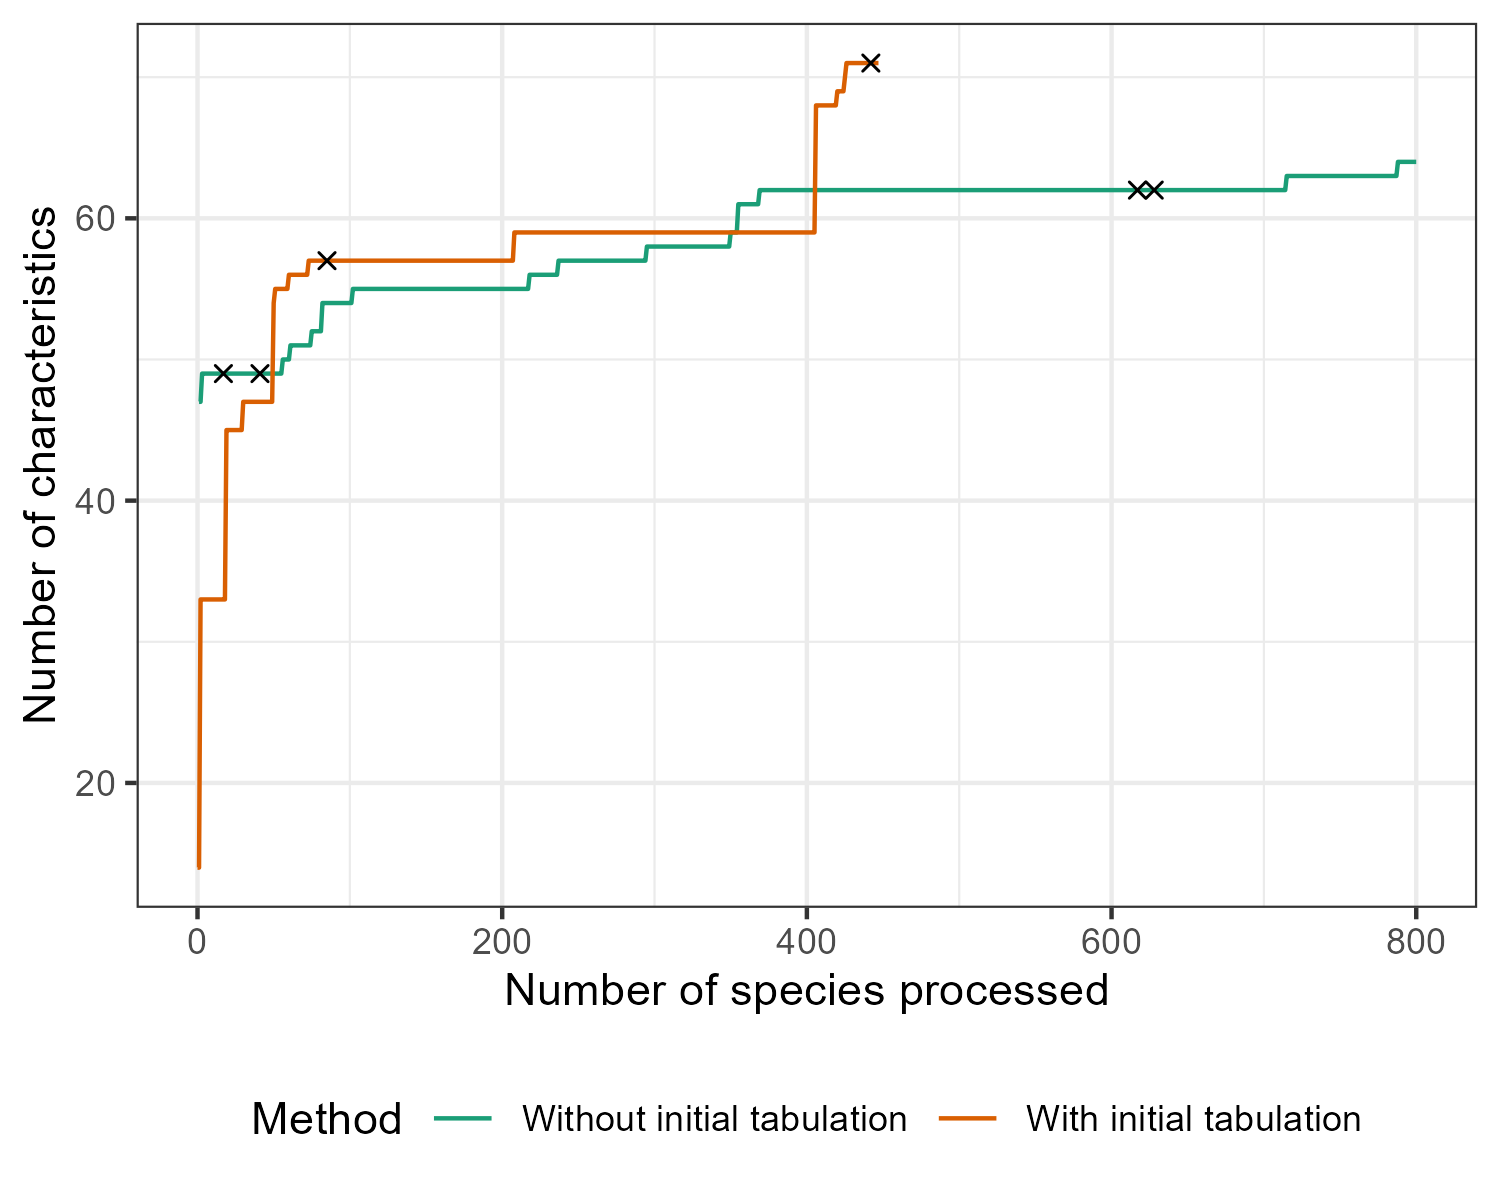 Number of characteristics
60
40
20
0 200 400 600 800
Number of species processed
Method Without initial tabulation With initial tabulation